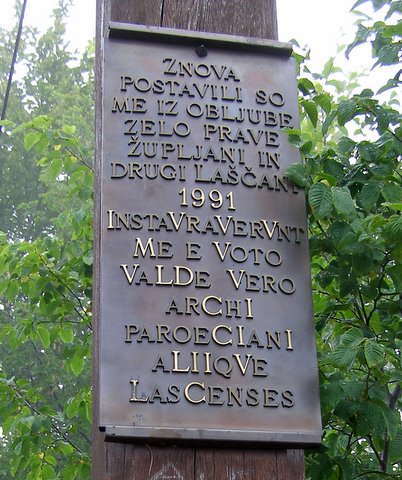 ZNOVA
POSTAVILI SO
ME IZ OBLJUBE
ZELO PRAVE
ŽUPLJANI IN
DRUGI LAŠČANI
1991
INSTAVRAVERVNT
ME E VOTO
VALDE VERO
ARCHI
PAROECIANI
ALIIQVE
LASCENSES